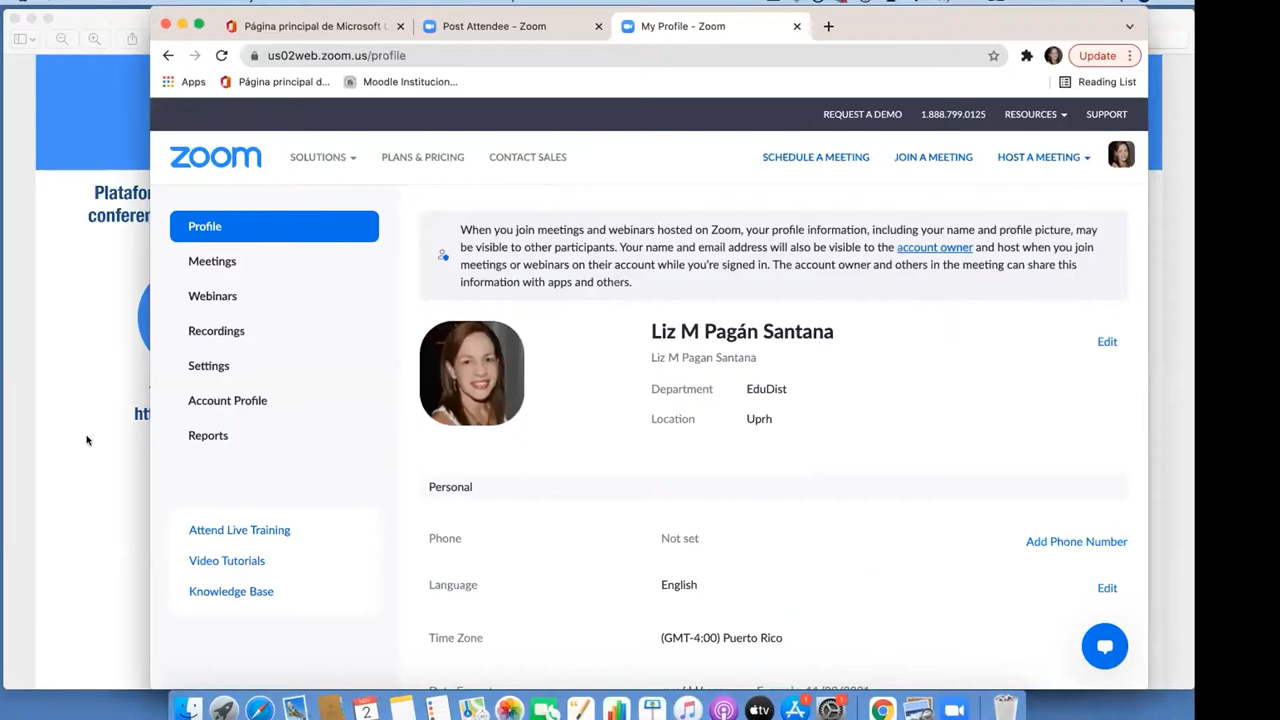 Página principal de Microsoft
Post Attendee - Zoom
My Profile - Zoom
us02web.zoom.us/profile
Update
Apps
Página principal d...
Moodle Institucion...
Reading List
REQUEST A DEMO
1.888.799.0125
RESOURCES
SUPPORT
zoom
SOLUTIONS
PLANS & PRICING
CONTACT SALES
SCHEDULE A MEETING
JOIN A MEETING
HOST A MEETING
Platafo
conferen
htt
Profile
Meetings
Webinars
Recordings
Settings
Account Profile
Reports
Attend Live Training
Video Tutorials
Knowledge Base
When you join meetings and webinars hosted on Zoom, your profile information, including your name and profile picture, may
be visible to other participants. Your name and email address will also be visible to the account owner and host when you join
meetings or webinars on their account while you're signed in. The account owner and others in the meeting can share this
information with apps and others.
Liz M Pagán Santana
Edit
Liz M Pagan Santana
Department EduDist
Location Uprh
Personal
Phone Not set Add Phone Number
Language English Edit
Time Zone (GMT-4:00) Puerto Rico
NOV
2
tv
1
1